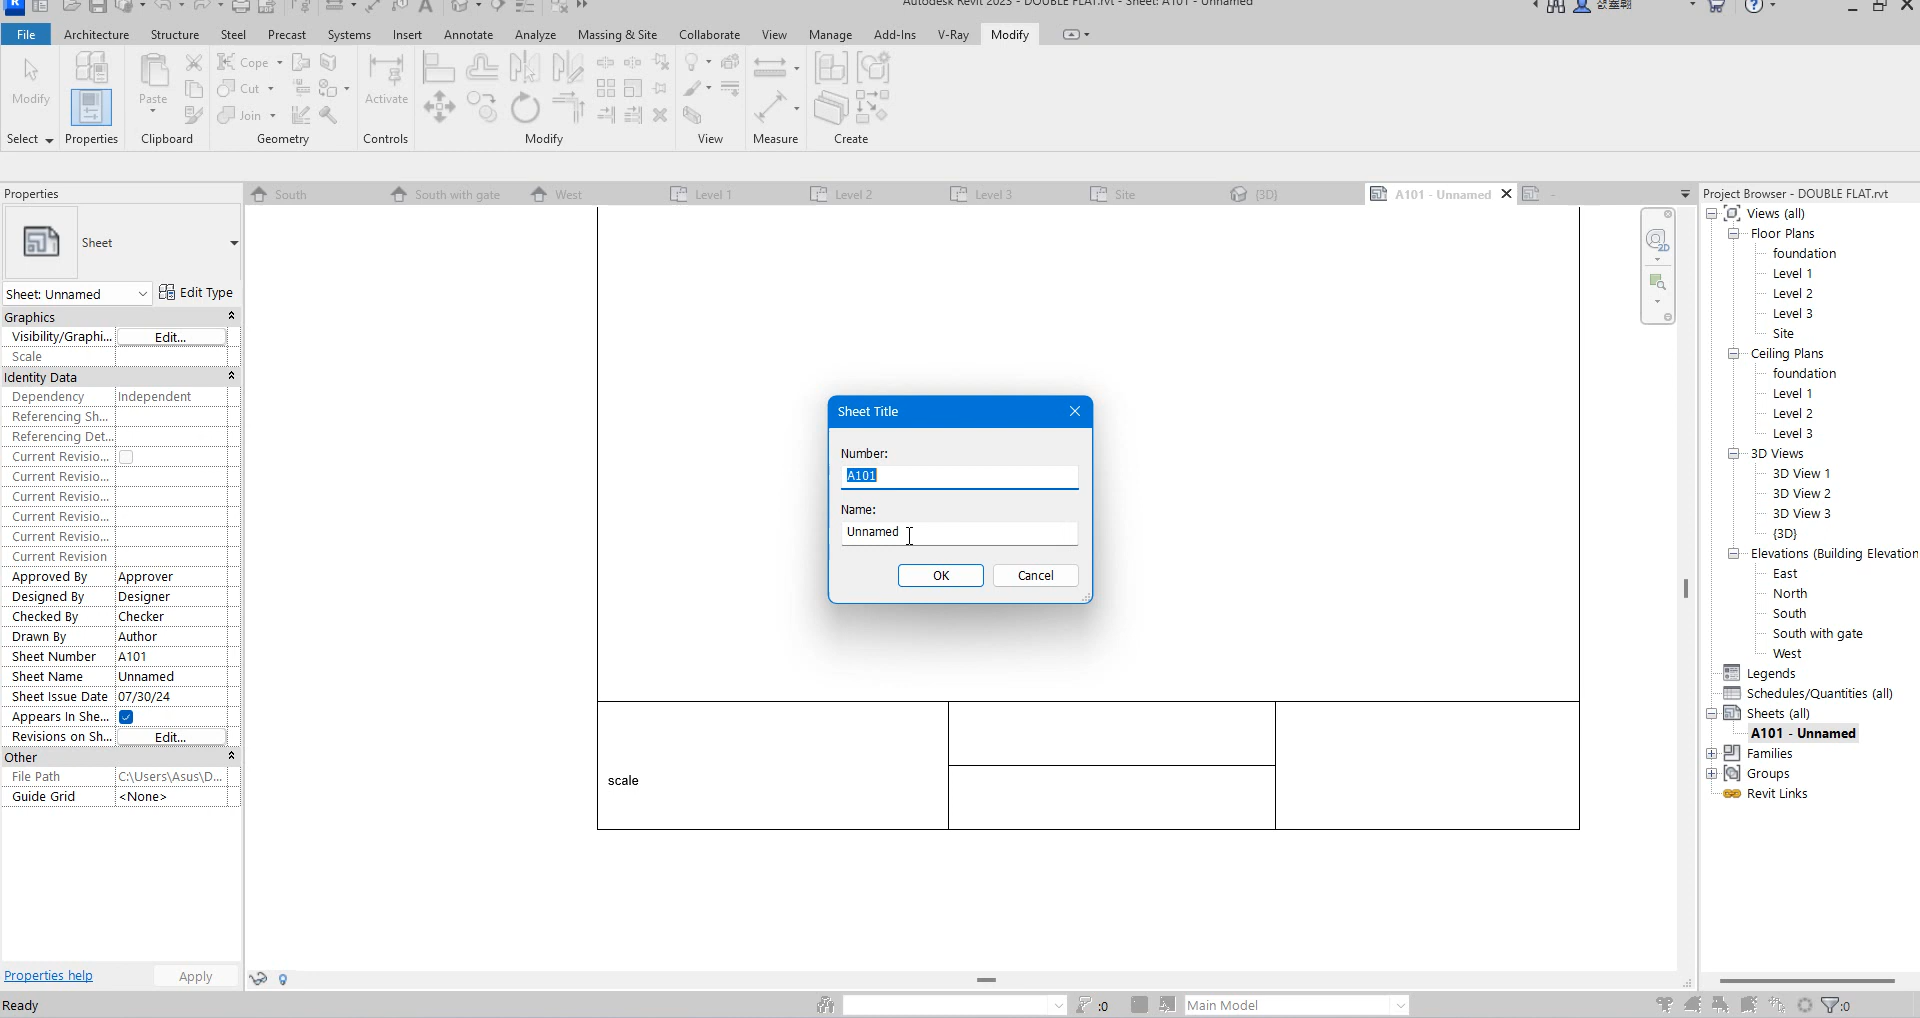 Autodesk Revit 2023 - DOUBLE FLAT.rvt - Sheet: A101 - Unnamed
File Architecture Structure Steel Precast Systems Insert Annotate Analyze Massing & Site Collaborate View Manage Add-Ins V-Ray Modify
Modify
Paste
Cope
Cut
Join
Activate
Select Properties Clipboard Geometry Controls Modify View Measure Create
Properties
South South with gate West Level 1 Level 2 Level 3 Site {3D} A101 - Unnamed -
Project Browser - DOUBLE FLAT.rvt
Sheet
Sheet: Unnamed Edit Type
Graphics
Visibility/Graphi... Edit...
Scale
Identity Data
Dependency Independent
Referencing Sh...
Referencing Det...
Current Revisio...
Current Revisio...
Current Revisio...
Current Revisio...
Current Revisio...
Current Revision
Approved By Approver
Designed By Designer
Checked By Checker
Drawn By Author
Sheet Number A101
Sheet Name Unnamed
Sheet Issue Date 07/30/24
Appears In She...
Revisions on Sh... Edit...
Other
File Path C:\Users\Asus\D...
Guide Grid <None>
Properties help Apply
Sheet Title
Number:
A101
Name:
Unnamed
OK Cancel
scale
2D
Views (all)
Floor Plans
foundation
Level 1
Level 2
Level 3
Site
Ceiling Plans
foundation
Level 1
Level 2
Level 3
3D Views
3D View 1
3D View 2
3D View 3
{3D}
Elevations (Building Elevation
East
North
South
South with gate
West
Legends
Schedules/Quantities (all)
Sheets (all)
A101 - Unnamed
Families
Groups
Revit Links
Ready :0 Main Model :0